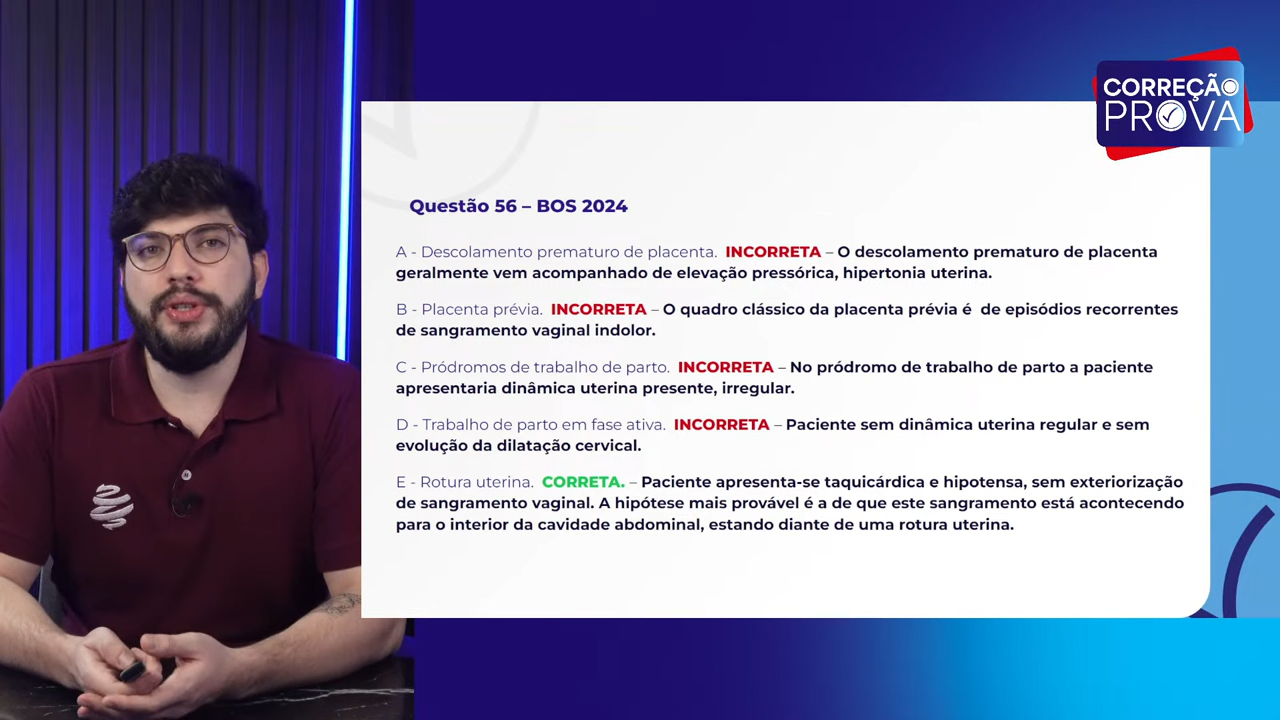 CORREÇÃO
PROVA
Questão 56 – BOS 2024
A - Descolamento prematuro de placenta. INCORRETA – O descolamento prematuro de placenta
geralmente vem acompanhado de elevação pressórica, hipertonia uterina.
B - Placenta prévia. INCORRETA – O quadro clássico da placenta prévia é de episódios recorrentes
de sangramento vaginal indolor.
C - Pródromos de trabalho de parto. INCORRETA – No pródromo de trabalho de parto a paciente
apresentaria dinâmica uterina presente, irregular.
D - Trabalho de parto em fase ativa. INCORRETA – Paciente sem dinâmica uterina regular e sem
evolução da dilatação cervical.
E - Rotura uterina. CORRETA. – Paciente apresenta-se taquicárdica e hipotensa, sem exteriorização
de sangramento vaginal. A hipótese mais provável é a de que este sangramento está acontecendo
para o interior da cavidade abdominal, estando diante de uma rotura uterina.